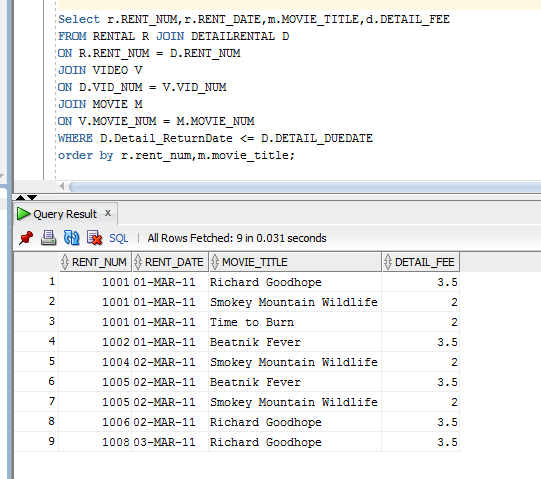 Select r.RENT_NUM,r.RENT_DATE,m.MOVIE_TITLE,d.DETAIL_FEE
FROM RENTAL R JOIN DETAILRENTAL D
ON R.RENT_NUM = D.RENT_NUM
JOIN VIDEO V
ON D.VID_NUM = V.VID_NUM
JOIN MOVIE M
ON V.MOVIE_NUM = M.MOVIE_NUM
WHERE D.Detail_ReturnDate <= D.DETAIL_DUEDATE
order by r.rent_num,m.movie_title;
Query Result x
SQL | All Rows Fetched: 9 in 0.031 seconds
RENT_NUM RENT_DATE MOVIE_TITLE DETAIL_FEE
1 1001 01-MAR-11 Richard Goodhope 3.5
2 1001 01-MAR-11 Smokey Mountain Wildlife 2
3 1001 01-MAR-11 Time to Burn 2
4 1002 01-MAR-11 Beatnik Fever 3.5
5 1004 02-MAR-11 Smokey Mountain Wildlife 2
6 1005 02-MAR-11 Beatnik Fever 3.5
7 1005 02-MAR-11 Smokey Mountain Wildlife 2
8 1006 02-MAR-11 Richard Goodhope 3.5
9 1008 03-MAR-11 Richard Goodhope 3.5